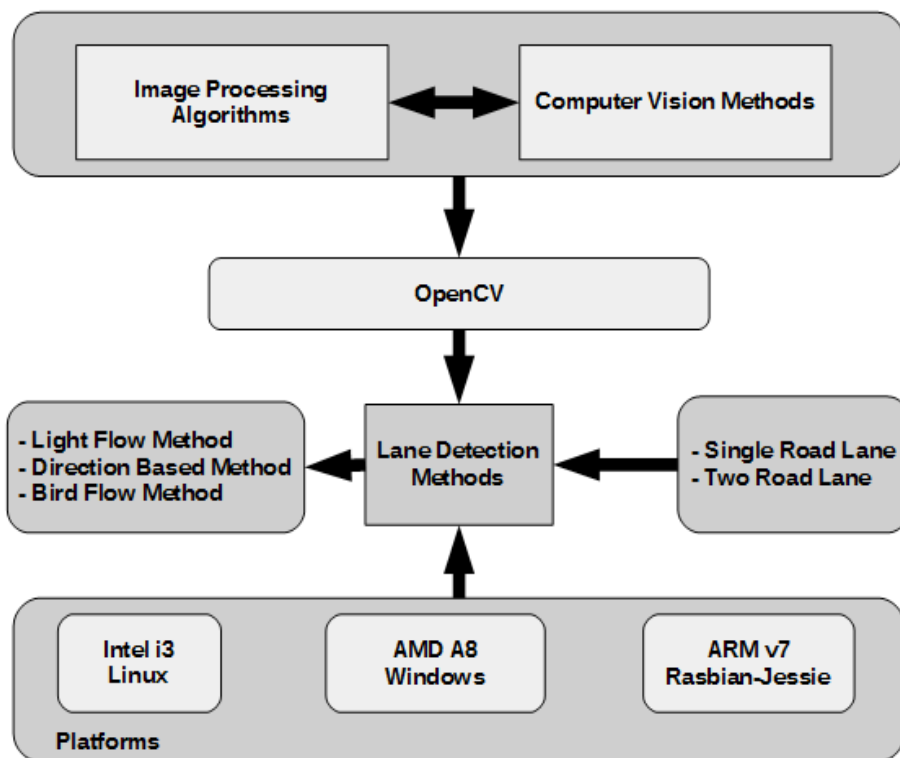 Image Processing
Algorithms
Computer Vision Methods
OpenCV
- Light Flow Method
- Direction Based Method
- Bird Flow Method
Lane Detection
Methods
- Single Road Lane
- Two Road Lane
Intel i3
Linux
AMD A8
Windows
ARM v7
Rasbian-Jessie
Platforms